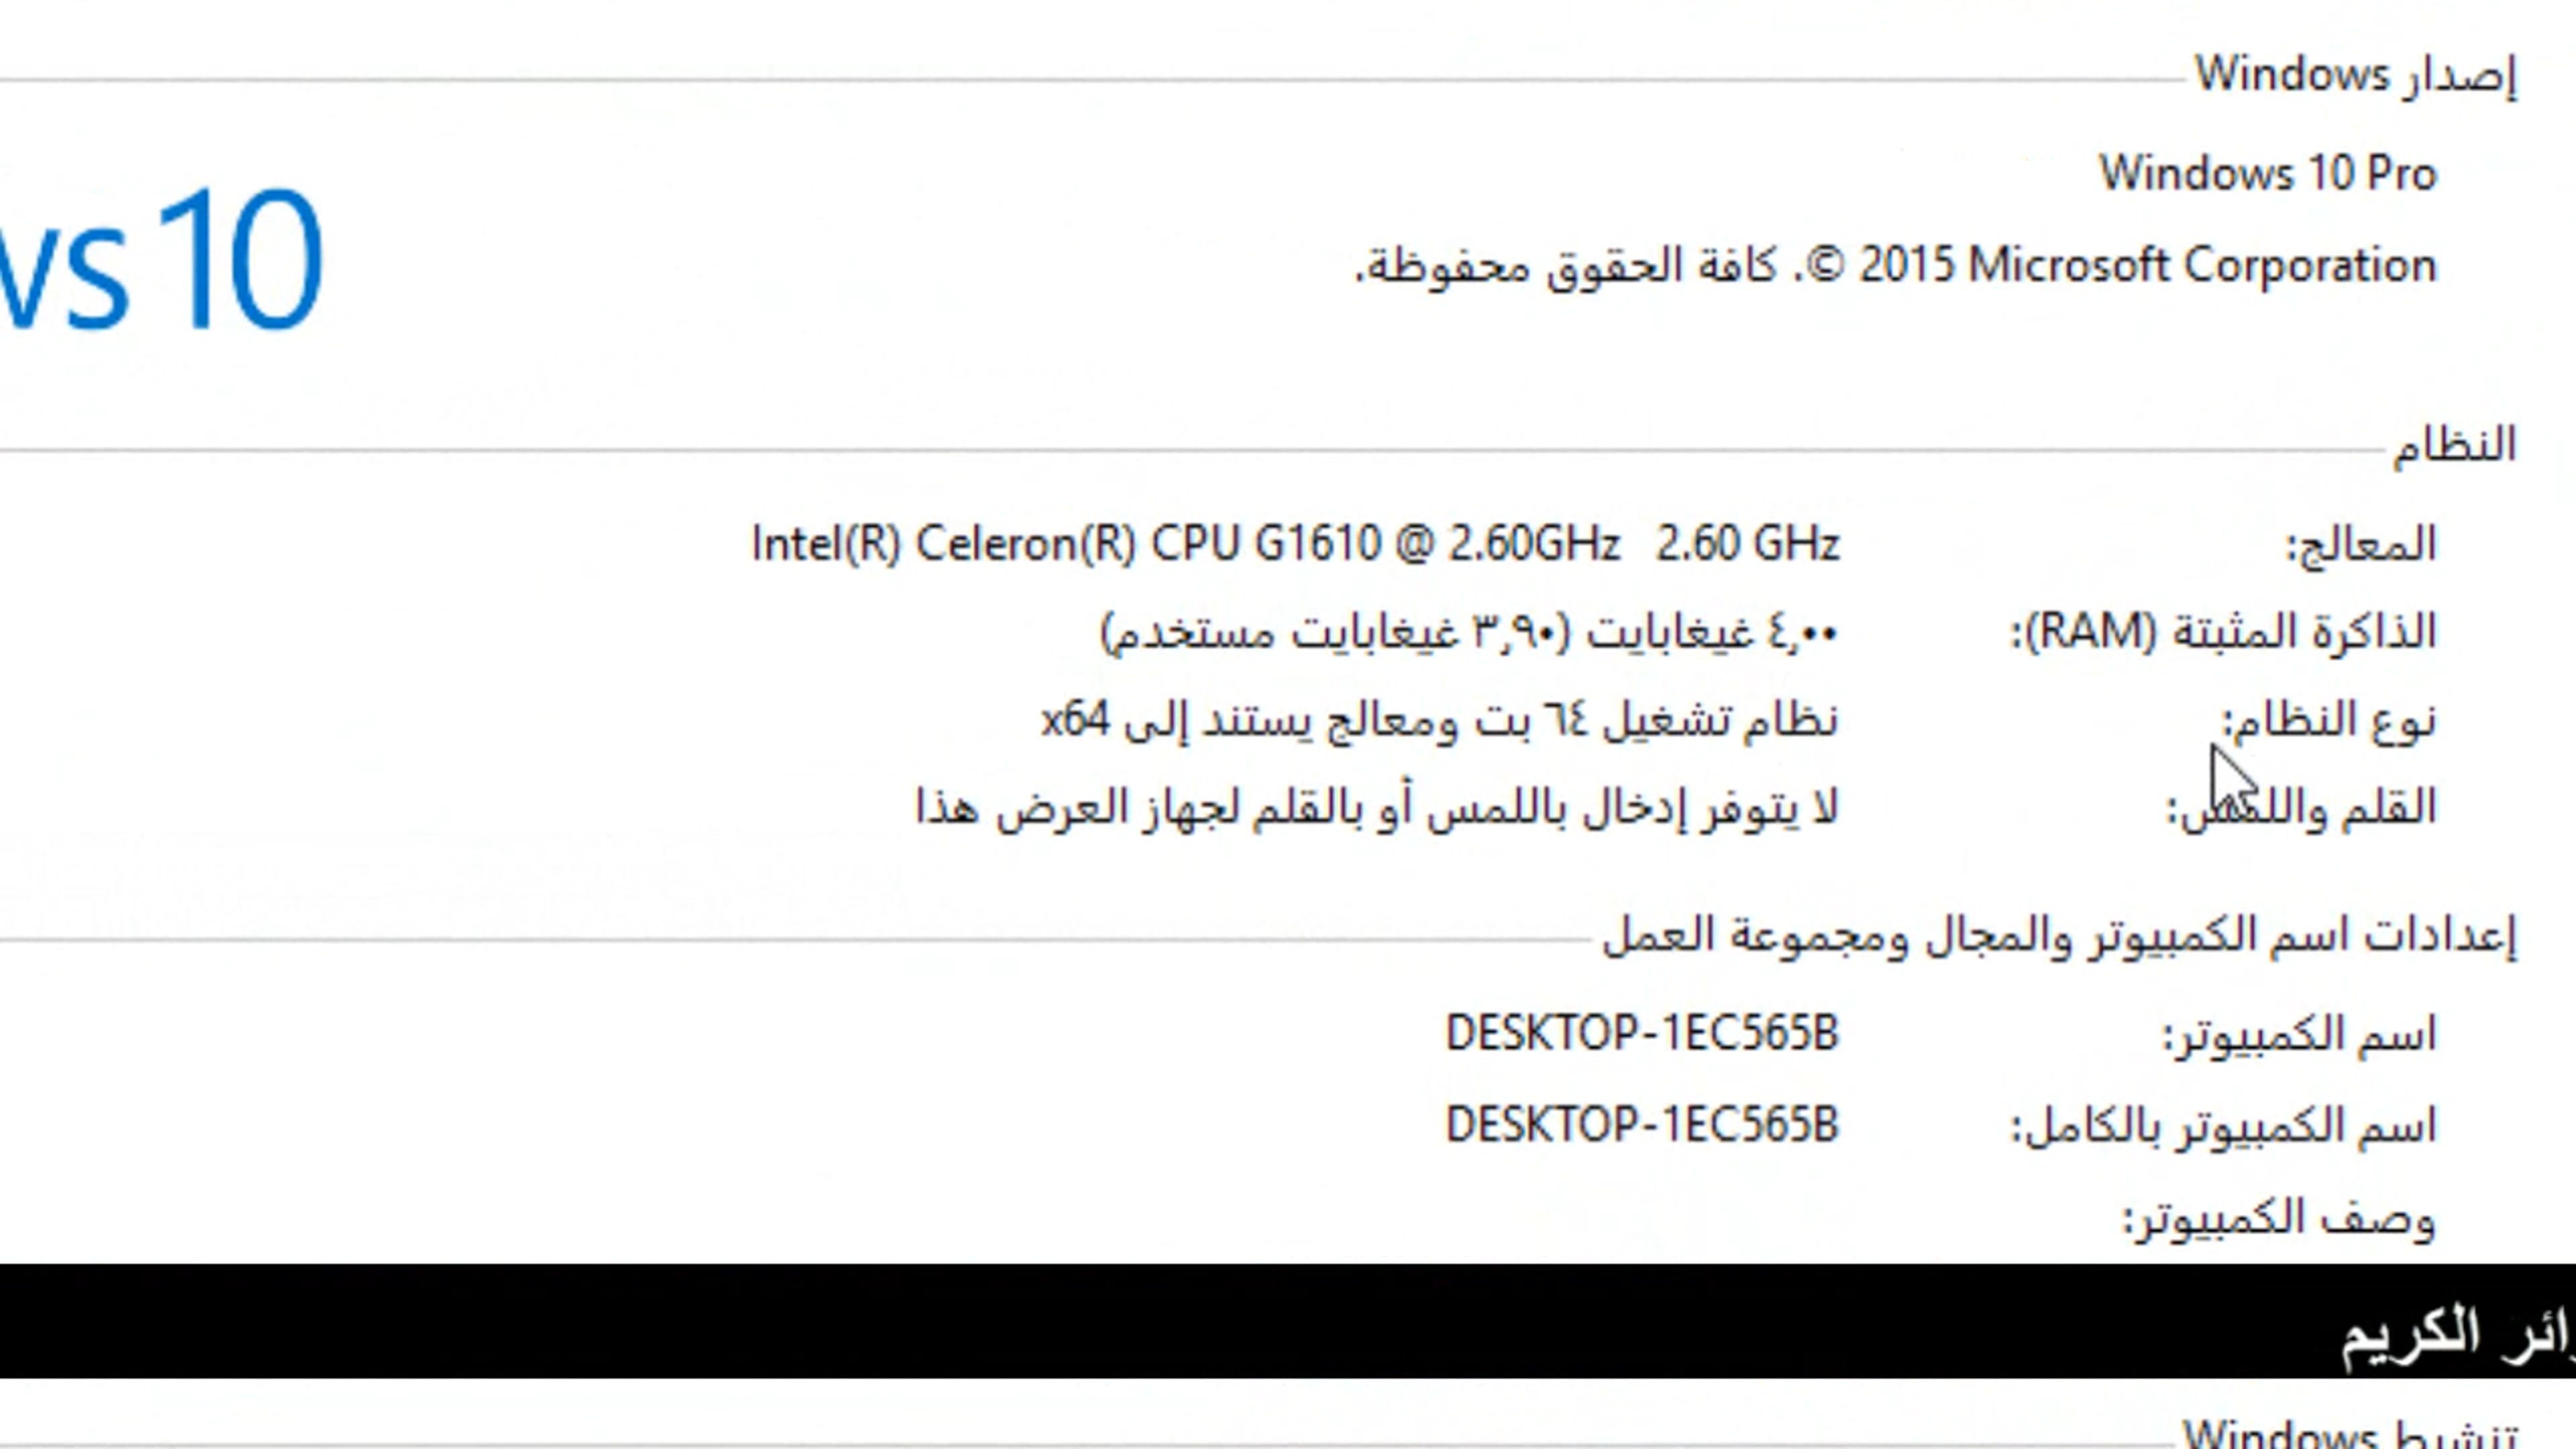 إصدار Windows
Windows 10 Pro
© 2015 Microsoft Corporation. كافة الحقوق محفوظة.
ws 10
النظام
المعالج: Intel(R) Celeron(R) CPU G1610 @ 2.60GHz 2.60 GHz
الذاكرة المثبتة (RAM): ٤,٠٠ غيغابايت (٣,٩٠ غيغابايت مستخدم)
نوع النظام: نظام تشغيل ٦٤ بت ومعالج يستند إلى x64
القلم واللمس: لا يتوفر إدخال باللمس أو بالقلم لجهاز العرض هذا
إعدادات اسم الكمبيوتر والمجال ومجموعة العمل
اسم الكمبيوتر: DESKTOP-1EC565B
اسم الكمبيوتر بالكامل: DESKTOP-1EC565B
وصف الكمبيوتر:
الكريم
تنشيط Windows